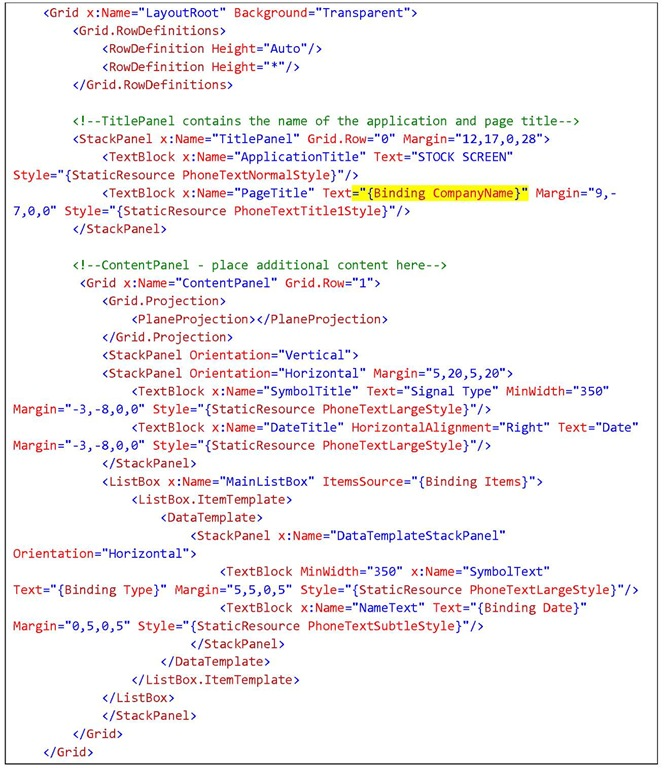 <Grid x:Name="LayoutRoot" Background="Transparent">
<Grid.RowDefinitions>
<RowDefinition Height="Auto"/>
<RowDefinition Height="*"/>
</Grid.RowDefinitions>
<!--TitlePanel contains the name of the application and page title-->
<StackPanel x:Name="TitlePanel" Grid.Row="0" Margin="12,17,0,28">
<TextBlock x:Name="ApplicationTitle" Text="STOCK SCREEN"
Style="{StaticResource PhoneTextNormalStyle}"/>
<TextBlock x:Name="PageTitle" Text="{Binding CompanyName}" Margin="9,-
7,0,0" Style="{StaticResource PhoneTextTitle1Style}"/>
</StackPanel>
<!--ContentPanel - place additional content here-->
<Grid x:Name="ContentPanel" Grid.Row="1">
<Grid.Projection>
<PlaneProjection></PlaneProjection>
</Grid.Projection>
<StackPanel Orientation="Vertical">
<StackPanel Orientation="Horizontal" Margin="5,20,5,20">
<TextBlock x:Name="SymbolTitle" Text="Signal Type" MinWidth="350"
Margin="-3,-8,0,0" Style="{StaticResource PhoneTextLargeStyle}"/>
<TextBlock x:Name="DateTitle" HorizontalAlignment="Right" Text="Date"
Margin="-3,-8,0,0" Style="{StaticResource PhoneTextLargeStyle}"/>
</StackPanel>
<ListBox x:Name="MainListBox" ItemsSource="{Binding Items}">
<ListBox.ItemTemplate>
<DataTemplate>
<StackPanel x:Name="DataTemplateStackPanel"
Orientation="Horizontal">
<TextBlock MinWidth="350" x:Name="SymbolText"
Text="{Binding Type}" Margin="5,5,0,5" Style="{StaticResource PhoneTextLargeStyle}"/>
<TextBlock x:Name="NameText" Text="{Binding Date}"
Margin="0,5,0,5" Style="{StaticResource PhoneTextSubtleStyle}"/>
</StackPanel>
</DataTemplate>
</ListBox.ItemTemplate>
</ListBox>
</StackPanel>
</Grid>
</Grid>